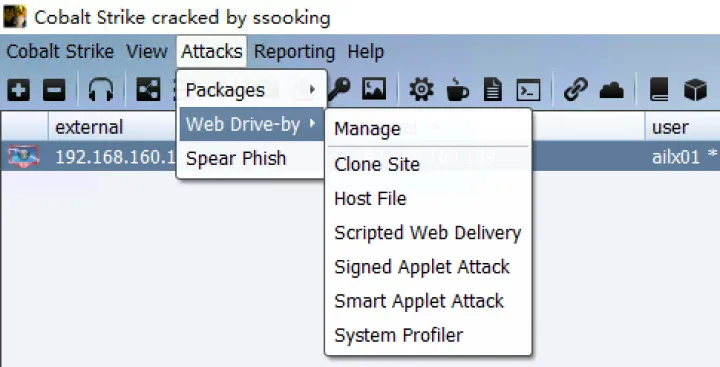 Cobalt Strike cracked by ssooking
Cobalt Strike View Attacks Reporting Help
external user
192.168.160.1 ailx01 *
Packages
Web Drive-by
Spear Phish
Manage
Clone Site
Host File
Scripted Web Delivery
Signed Applet Attack
Smart Applet Attack
System Profiler